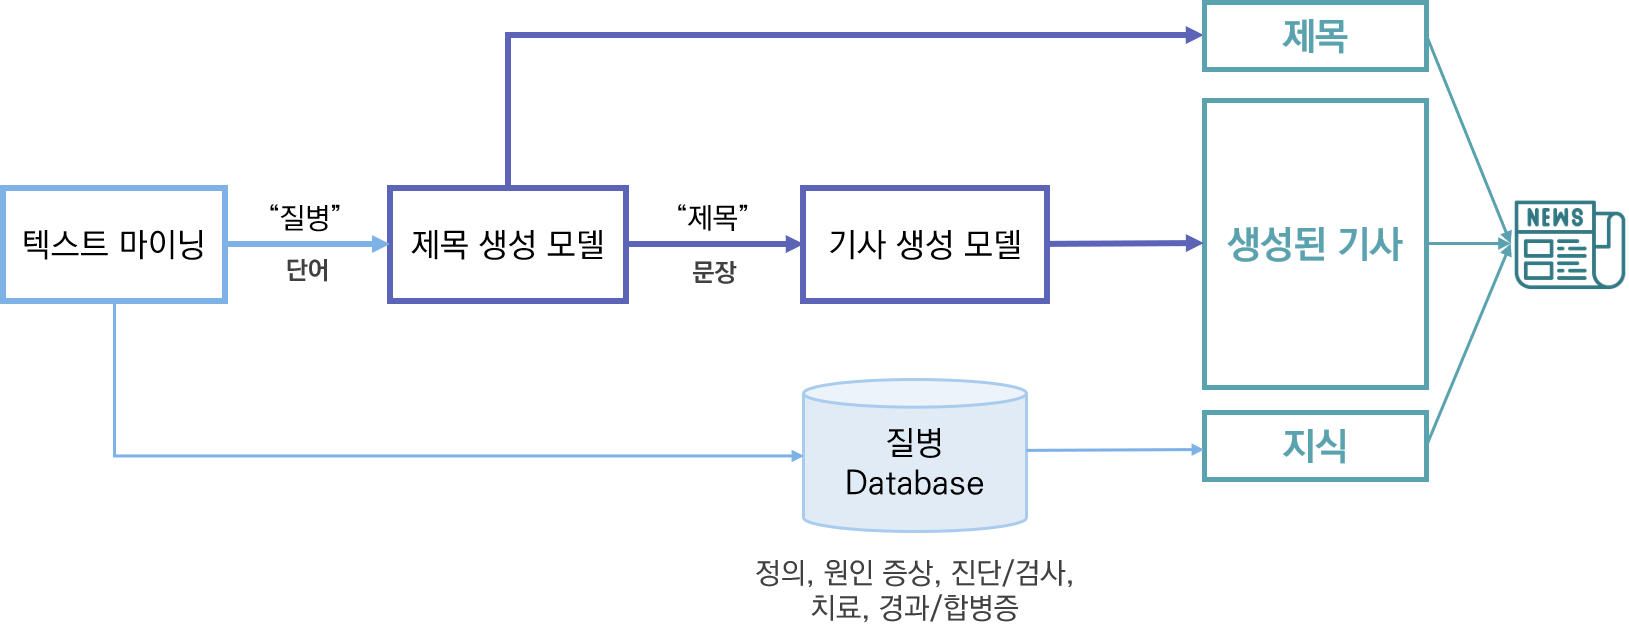 제목
텍스트 마이닝
“질병”
단어
제목 생성 모델
“제목”
문장
기사 생성 모델
생성된 기사
NEWS
질병
Database
지식
정의, 원인 증상, 진단/검사,
치료, 경과/합병증